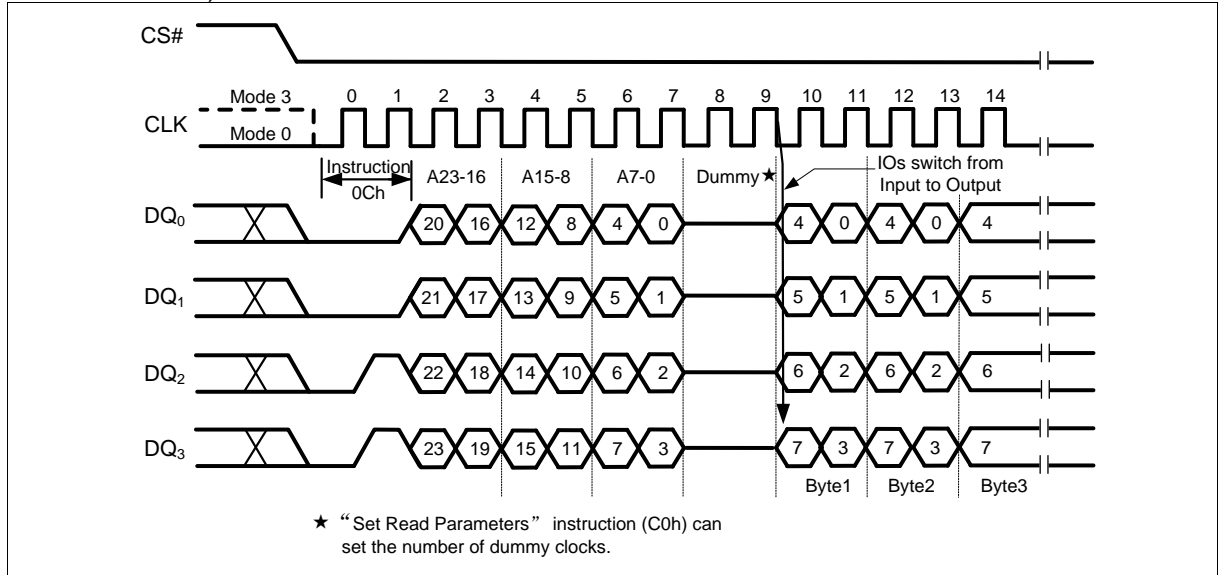 CS#
Mode 3 0 1 2 3 4 5 6 7 8 9 10 11 12 13 14
CLK
Mode 0
Instruction A23-16 A15-8 A7-0 Dummy★ IOs switch from
0Ch Input to Output
DQ0 20 16 12 8 4 0 4 0 4 0 4
DQ1 21 17 13 9 5 1 5 1 5 1 5
DQ2 22 18 14 10 6 2 6 2 6 2 6
DQ3 23 19 15 11 7 3 7 3 7 3 7
Byte1 Byte2 Byte3
★ “Set Read Parameters” instruction (C0h) can
set the number of dummy clocks.